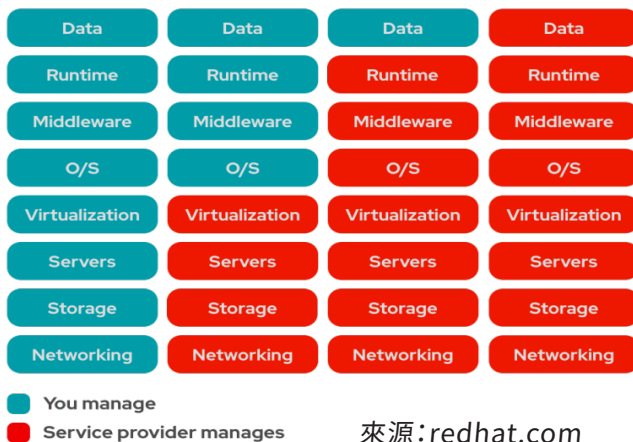 Data Data Data Data
Runtime Runtime Runtime Runtime
Middleware Middleware Middleware Middleware
O/S O/S O/S O/S
Virtualization Virtualization Virtualization Virtualization
Servers Servers Servers Servers
Storage Storage Storage Storage
Networking Networking Networking Networking
You manage
Service provider manages
來源：redhat.com